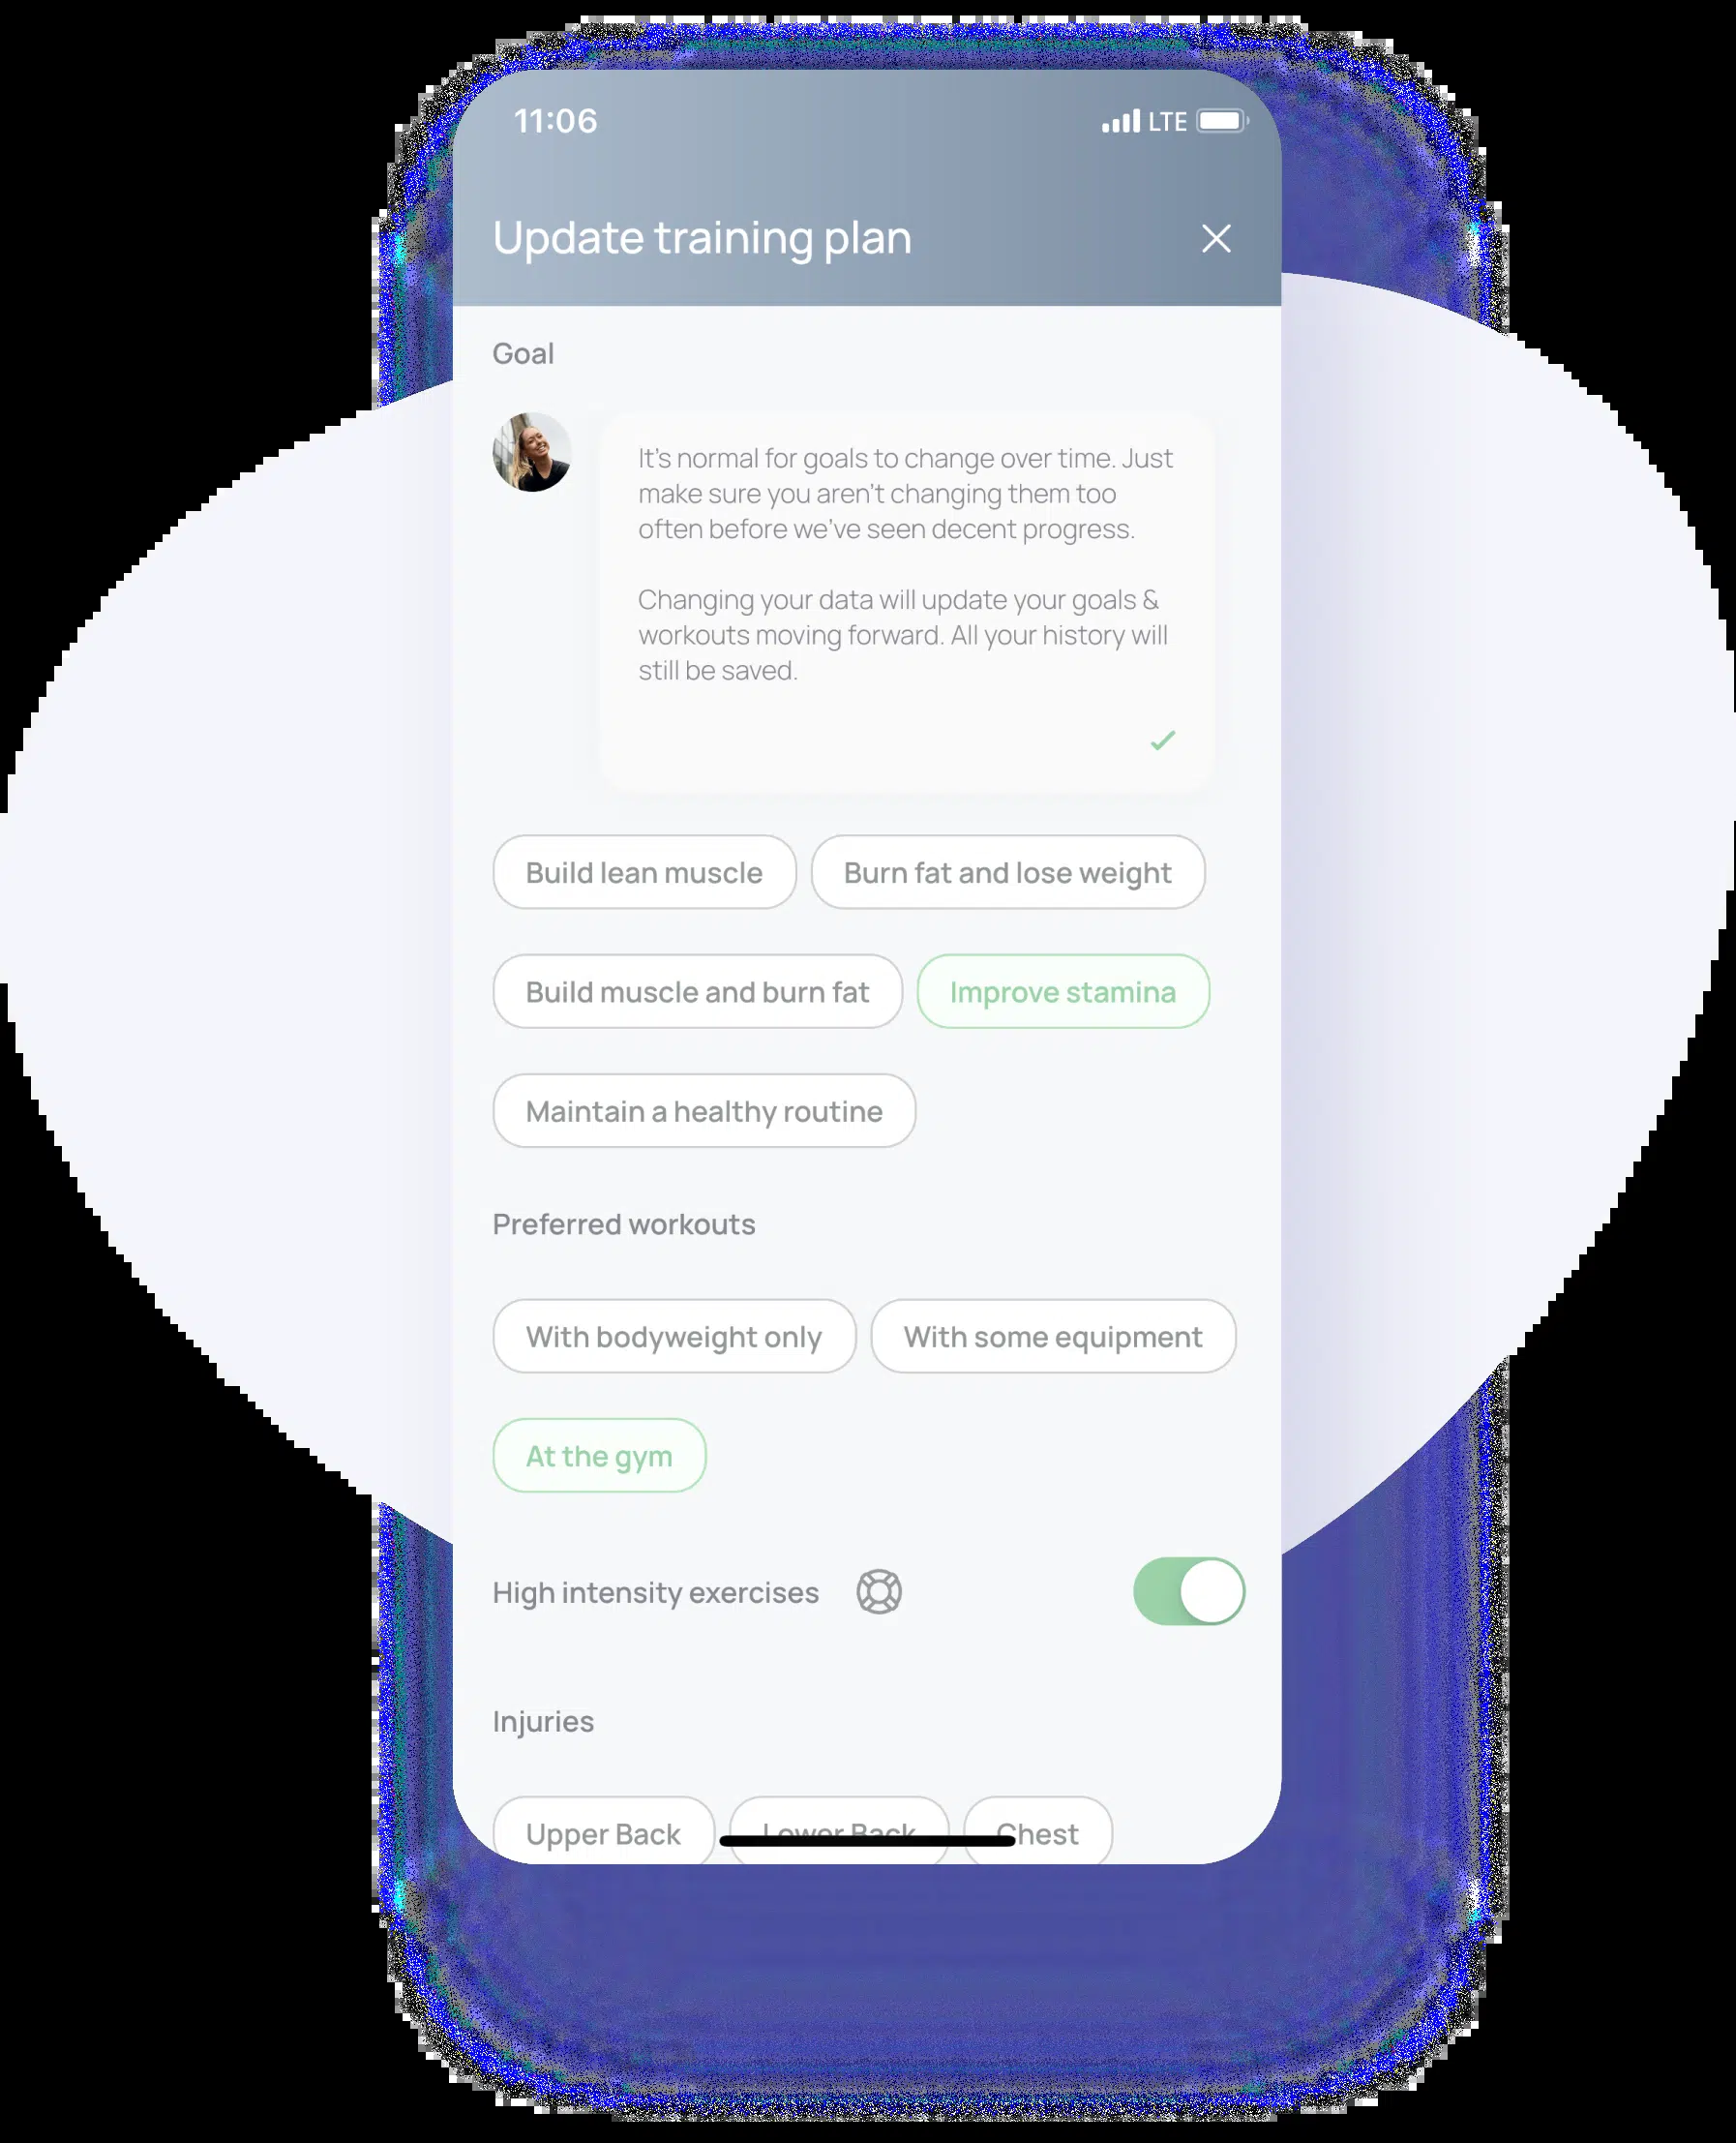 11:06 LTE
Update training plan
Goal
It's normal for goals to change over time. Just
make sure you aren't changing them too
often before we've seen decent progress.
Changing your data will update your goals &
workouts moving forward. All your history will
still be saved.
Build lean muscle Burn fat and lose weight
Build muscle and burn fat Improve stamina
Maintain a healthy routine
Preferred workouts
With bodyweight only With some equipment
At the gym
High intensity exercises
Injuries
Upper Back Lower Back Chest